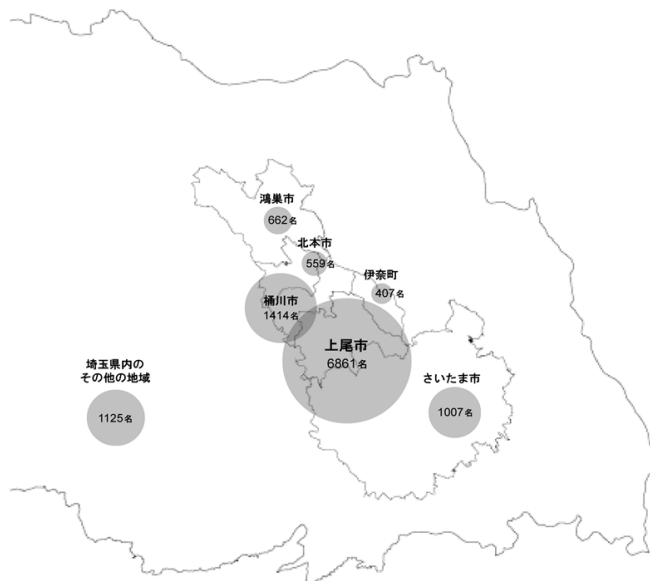 鴻巣市
662名
北本市
559名
伊奈町
407名
桶川市
1414名
上尾市
6861名
埼玉県内の
その他の地域
1125名
さいたま市
1007名